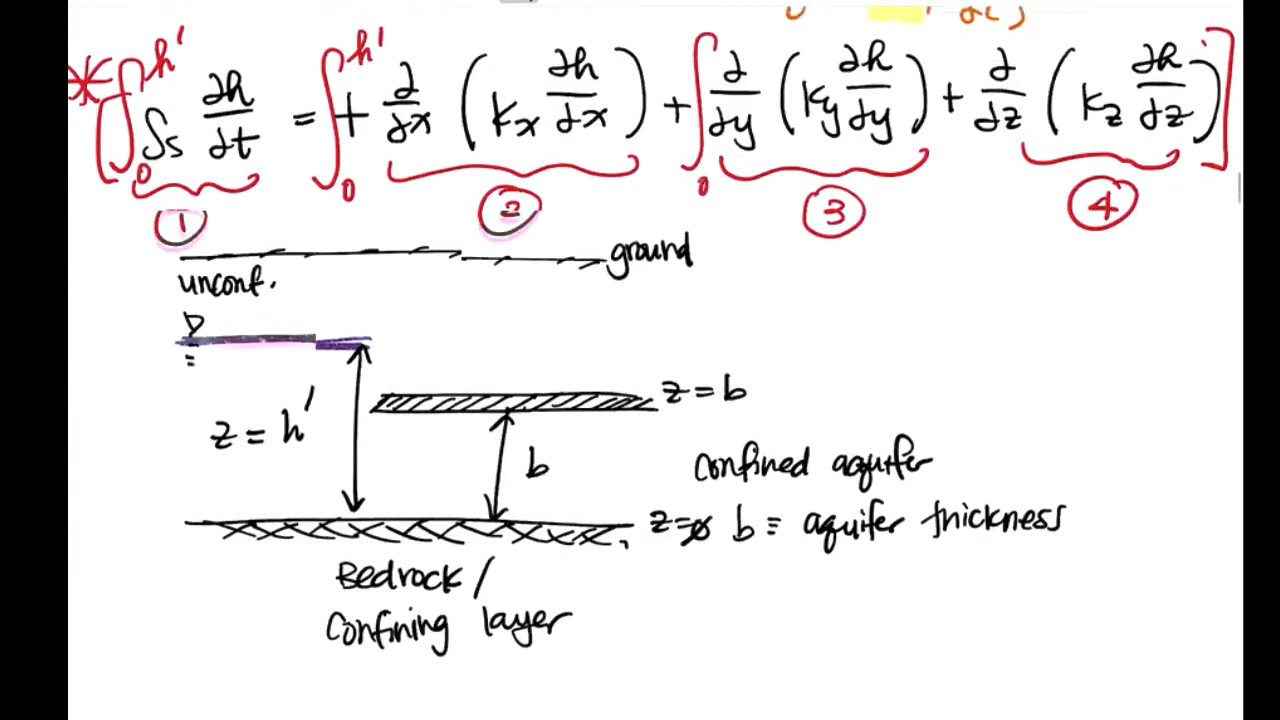 * [∫₀^h' Ss ∂h/∂t = ∫₀^h' + ∂/∂x (Kx ∂h/∂x) + ∫₀ ∂/∂y (Ky ∂h/∂y) + ∂/∂z (Kz ∂h/∂z)]
① ② ③ ④
ground
unconf.
z = b
z = h'
b
confined aquifer
z=ø b ≡ aquifer thickness
Bedrock /
Confining layer